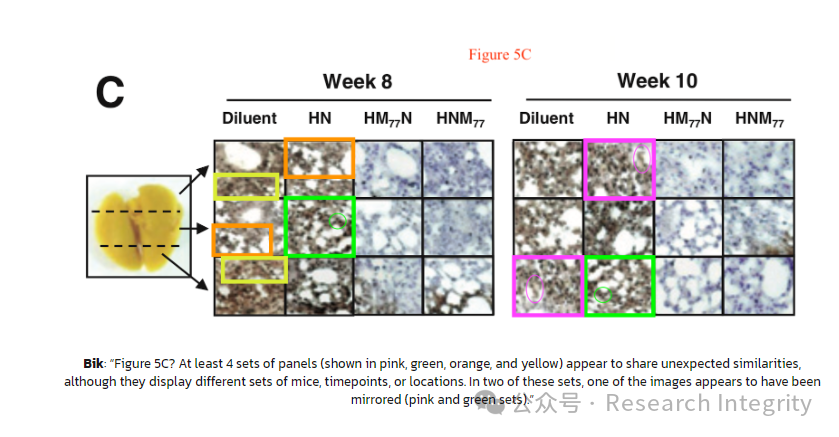 Figure 5C
C
Week 8
Week 10
Diluent HN HM77N HNM77
Diluent HN HM77N HNM77
Bik: “Figure 5C? At least 4 sets of panels (shown in pink, green, orange, and yellow) appear to share unexpected similarities,
although they display different sets of mice, timepoints, or locations. In two of these sets, one of the images appears to have been
mirrored (pink and green sets).”
公众号 · Research Integrity